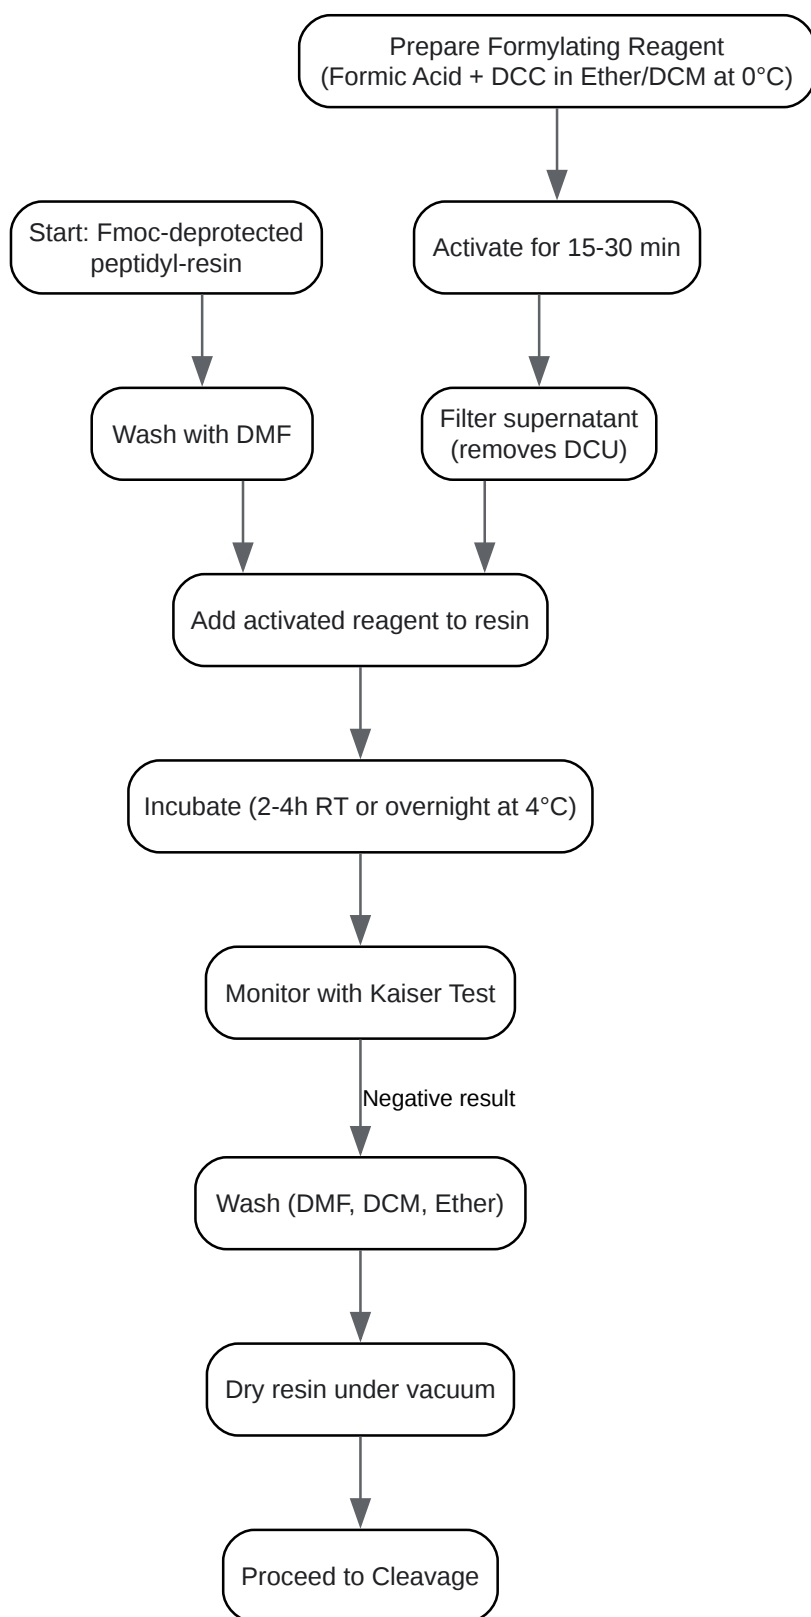 Prepare Formylating Reagent
(Formic Acid + DCC in Ether/DCM at 0°C)
Start: Fmoc-deprotected
peptidyl-resin
Activate for 15-30 min
Wash with DMF
Filter supernatant
(removes DCU)
Add activated reagent to resin
Incubate (2-4h RT or overnight at 4°C)
Monitor with Kaiser Test
Negative result
Wash (DMF, DCM, Ether)
Dry resin under vacuum
Proceed to Cleavage